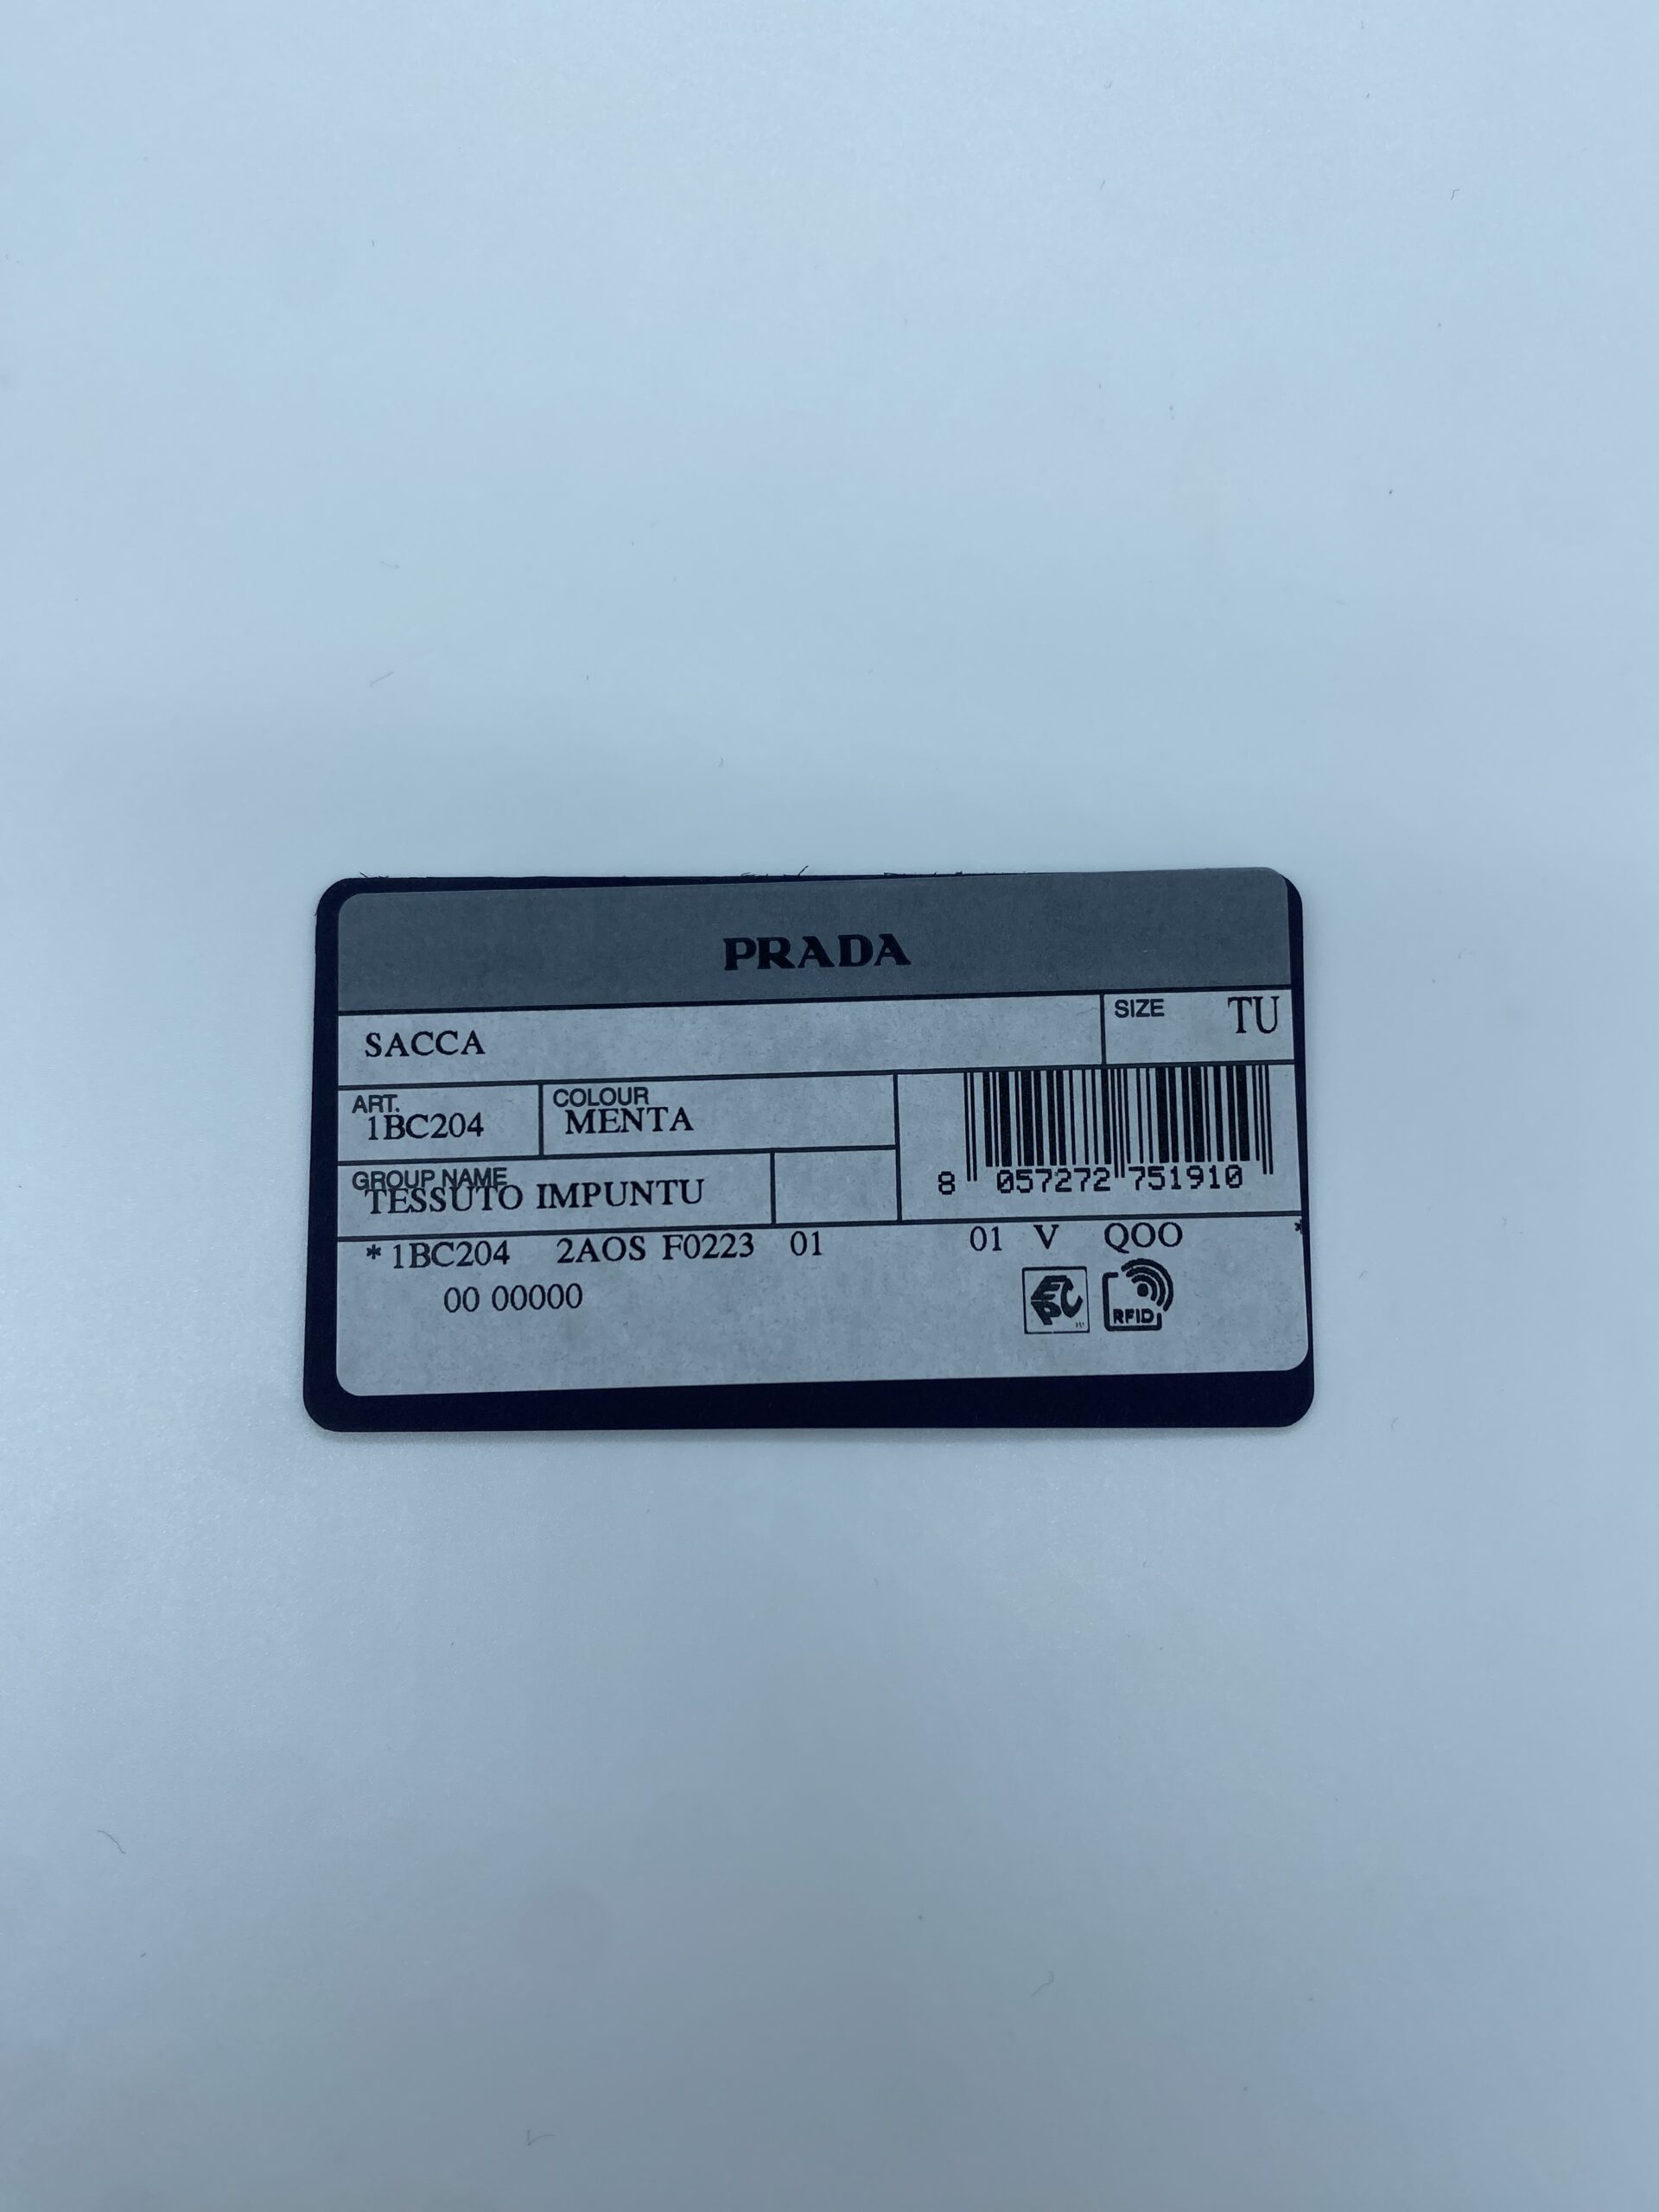 PRADA
SACCA
SIZE TU
ART.
1BC204
COLOUR
MENTA
GROUP NAME
TESSUTO IMPUNTU
8 057272 751910
* 1BC204 2AOS F0223 01 01 V QOO *
00 00000
EPC
RFID